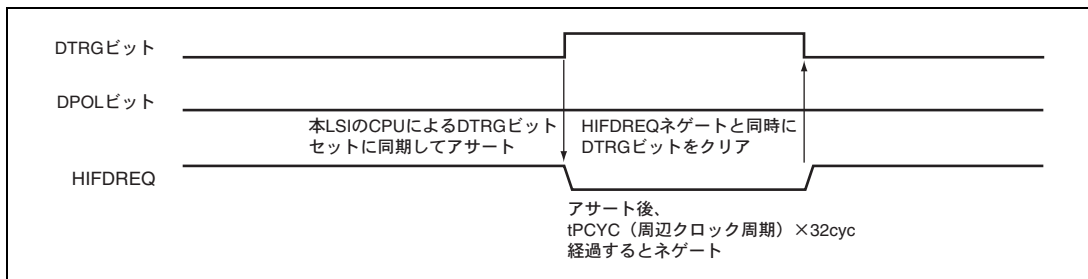 DTRGビット
DPOLビット
本LSIのCPUによるDTRGビット
セットに同期してアサート
HIFDREQネゲートと同時に
DTRGビットをクリア
HIFDREQ
アサート後、
tPCYC（周辺クロック周期）×32cyc
経過するとネゲート